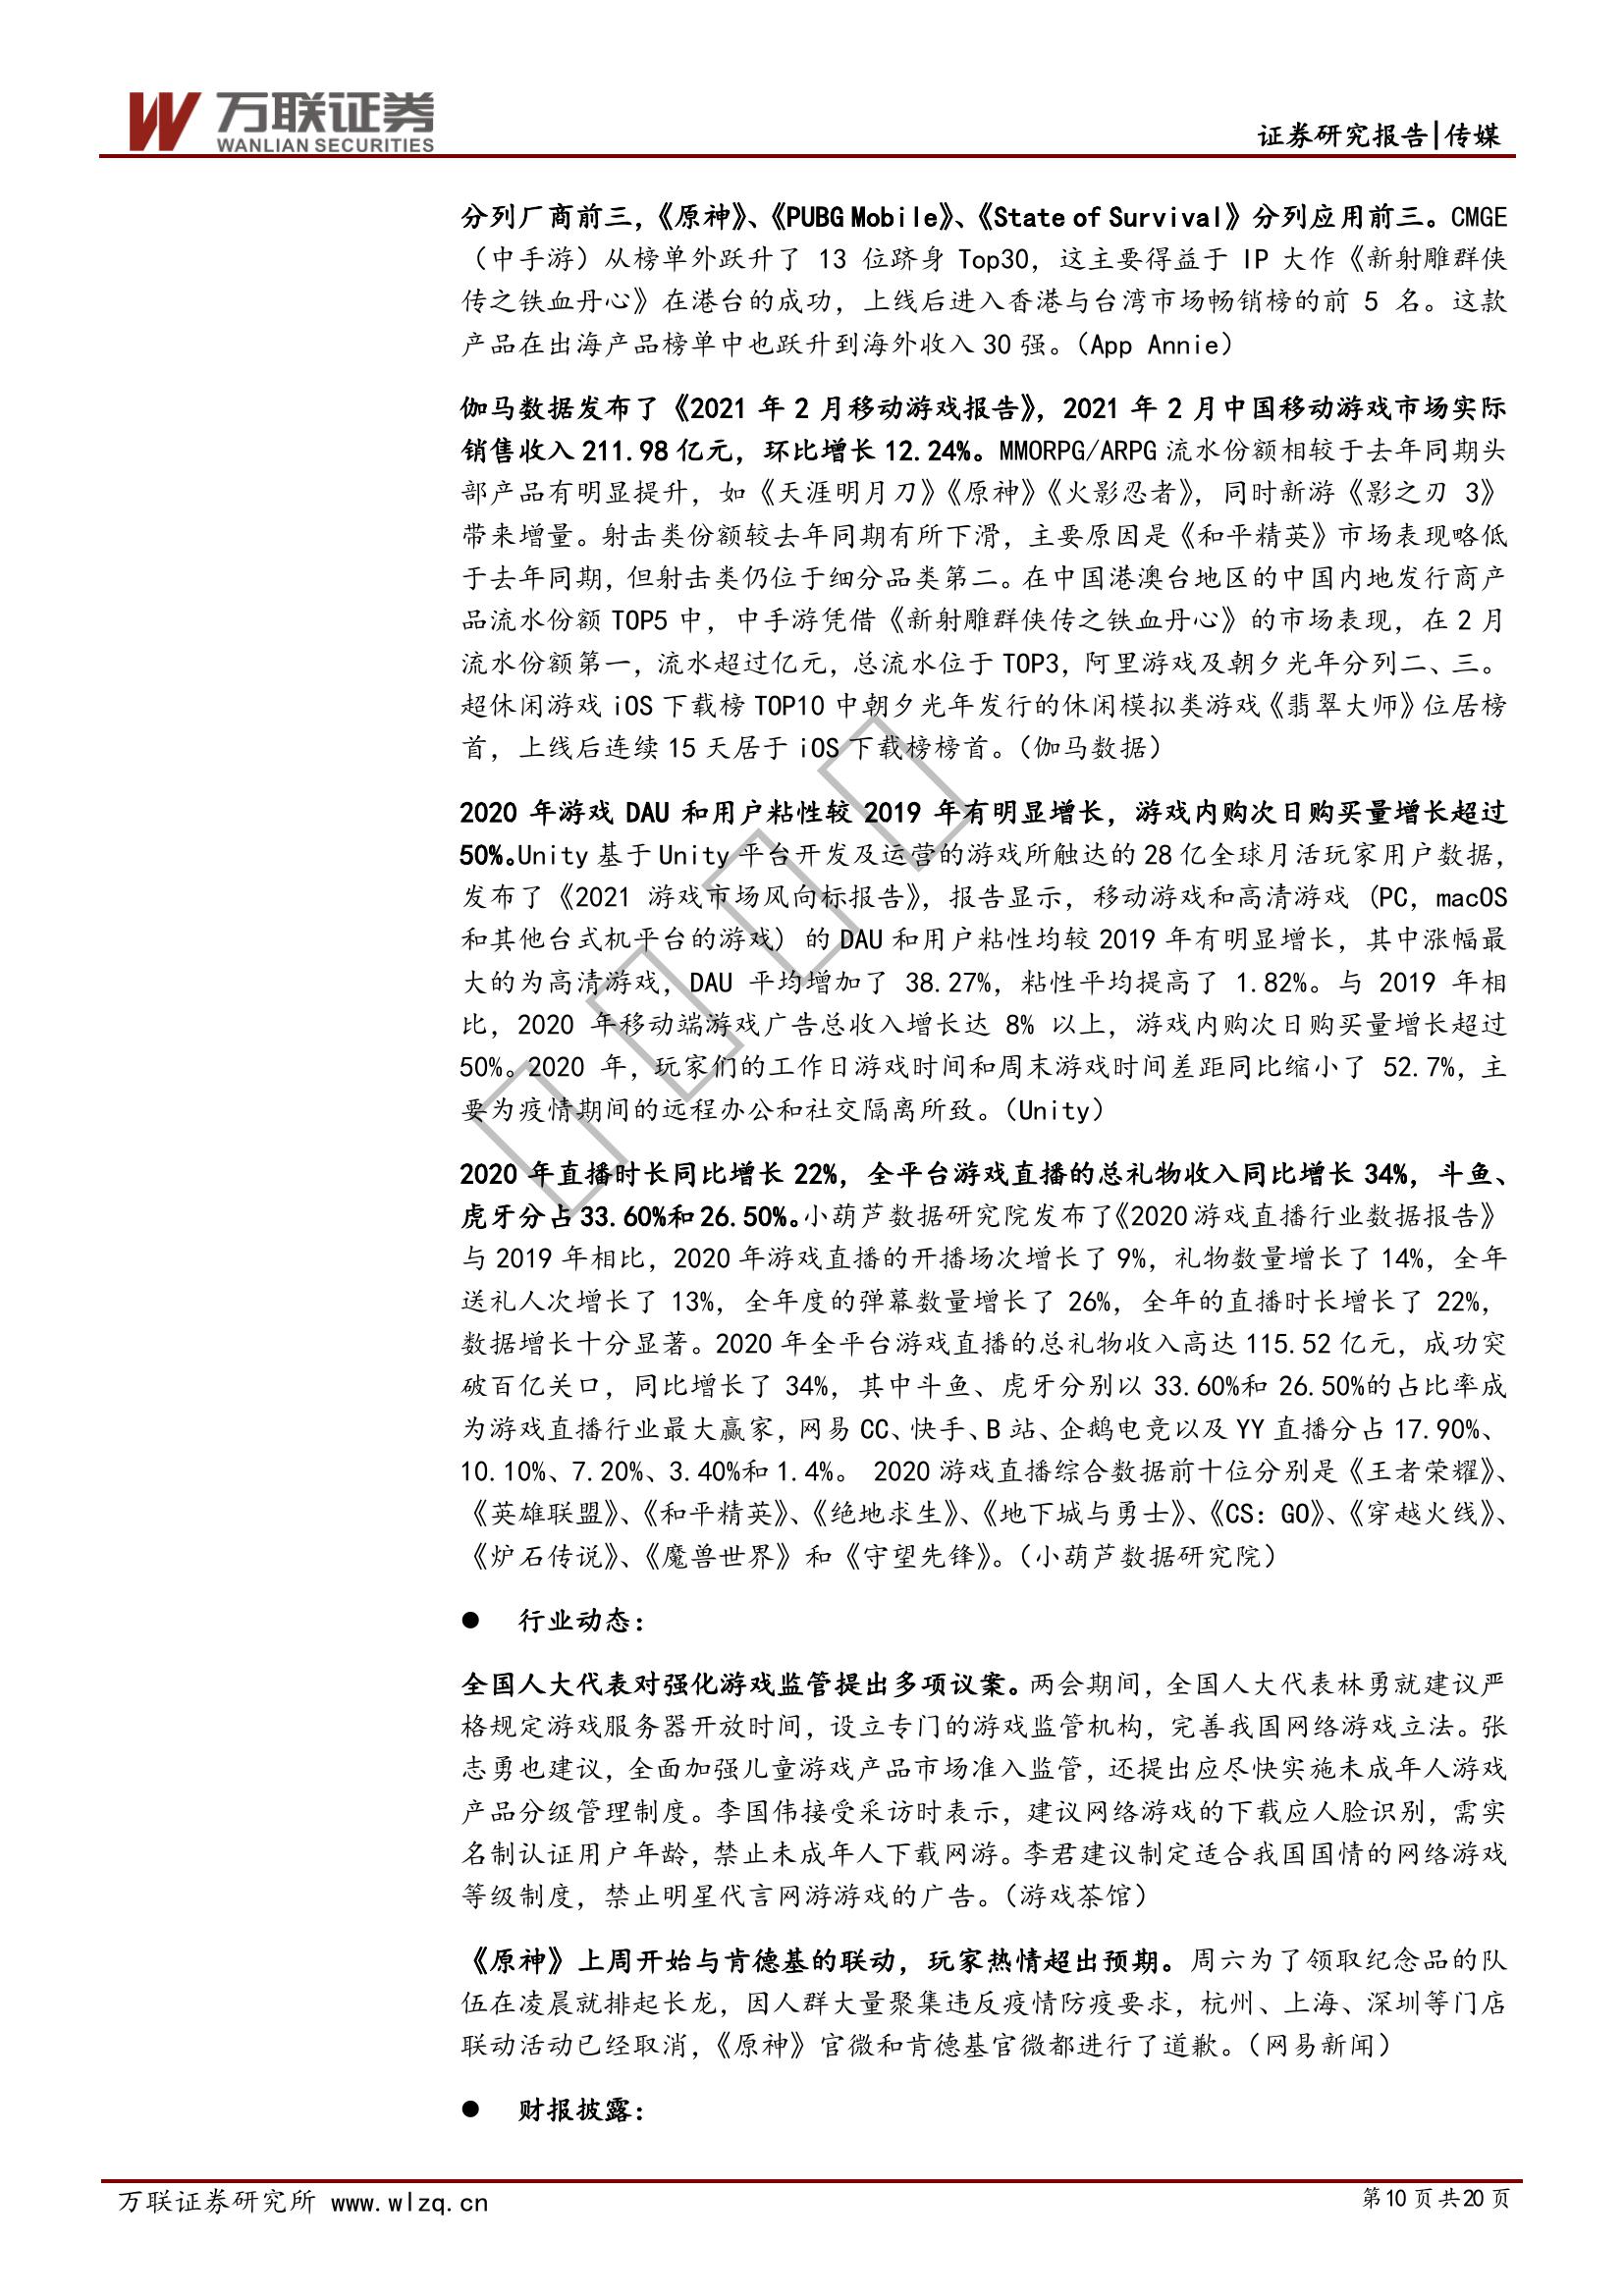 万联证券
WANLIAN SECURITIES
证券研究报告|传媒
分列厂商前三，《原神》、《PUBG Mobile》、《State of Survival》分列应用前三。CMGE
（中手游）从榜单外跃升了 13 位跻身 Top30，这主要得益于 IP 大作《新射雕群侠
传之铁血丹心》在港台的成功，上线后进入香港与台湾市场畅销榜的前 5 名。这款
产品在出海产品榜单中也跃升到海外收入 30 强。（App Annie）
伽马数据发布了《2021 年 2 月移动游戏报告》，2021 年 2 月中国移动游戏市场实际
销售收入 211.98 亿元，环比增长 12.24%。MMORPG/ARPG 流水份额相较于去年同期头
部产品有明显提升，如《天涯明月刀》《原神》《火影忍者》，同时新游《影之刃 3》
带来增量。射击类份额较去年同期有所下滑，主要原因是《和平精英》市场表现略低
于去年同期，但射击类仍位于细分品类第二。在中国港澳台地区的中国内地发行商产
品流水份额 TOP5 中，中手游凭借《新射雕群侠传之铁血丹心》的市场表现，在 2 月
流水份额第一，流水超过亿元，总流水位于 TOP3，阿里游戏及朝夕光年分列二、三。
超休闲游戏 iOS 下载榜 TOP10 中朝夕光年发行的休闲模拟类游戏《翡翠大师》位居榜
首，上线后连续 15 天居于 iOS 下载榜榜首。（伽马数据）
2020 年游戏 DAU 和用户粘性较 2019 年有明显增长，游戏内购次日购买量增长超过
50%。Unity 基于 Unity 平台开发及运营的游戏所触达的 28 亿全球月活玩家用户数据，
发布了《2021 游戏市场风向标报告》，报告显示，移动游戏和高清游戏 (PC，macOS
和其他台式机平台的游戏) 的 DAU 和用户粘性均较 2019 年有明显增长，其中涨幅最
大的为高清游戏，DAU 平均增加了 38.27%，粘性平均提高了 1.82%。与 2019 年相
比，2020 年移动端游戏广告总收入增长达 8% 以上，游戏内购次日购买量增长超过
50%。2020 年，玩家们的工作日游戏时间和周末游戏时间差距同比缩小了 52.7%，主
要为疫情期间的远程办公和社交隔离所致。（Unity）
2020 年直播时长同比增长 22%，全平台游戏直播的总礼物收入同比增长 34%，斗鱼、
虎牙分占 33.60%和 26.50%。小葫芦数据研究院发布了《2020 游戏直播行业数据报告》
与 2019 年相比，2020 年游戏直播的开播场次增长了 9%，礼物数量增长了 14%，全年
送礼人次增长了 13%，全年度的弹幕数量增长了 26%，全年的直播时长增长了 22%，
数据增长十分显著。2020 年全平台游戏直播的总礼物收入高达 115.52 亿元，成功突
破百亿关口，同比增长了 34%，其中斗鱼、虎牙分别以 33.60%和 26.50%的占比率成
为游戏直播行业最大赢家，网易 CC、快手、B 站、企鹅电竞以及 YY 直播分占 17.90%、
10.10%、7.20%、3.40%和 1.4%。 2020 游戏直播综合数据前十位分别是《王者荣耀》、
《英雄联盟》、《和平精英》、《绝地求生》、《地下城与勇士》、《CS：GO》、《穿越火线》、
《炉石传说》、《魔兽世界》和《守望先锋》。（小葫芦数据研究院）
● 行业动态：
全国人大代表对强化游戏监管提出多项议案。两会期间，全国人大代表林勇就建议严
格规定游戏服务器开放时间，设立专门的游戏监管机构，完善我国网络游戏立法。张
志勇也建议，全面加强儿童游戏产品市场准入监管，还提出应尽快实施未成年人游戏
产品分级管理制度。李国伟接受采访时表示，建议网络游戏的下载应人脸识别，需实
名制认证用户年龄，禁止未成年人下载网游。李君建议制定适合我国国情的网络游戏
等级制度，禁止明星代言网游游戏的广告。（游戏茶馆）
《原神》上周开始与肯德基的联动，玩家热情超出预期。周六为了领取纪念品的队
伍在凌晨就排起长龙，因人群大量聚集违反疫情防疫要求，杭州、上海、深圳等门店
联动活动已经取消，《原神》官微和肯德基官微都进行了道歉。（网易新闻）
● 财报披露：
万联证券研究所 www.wlzq.cn
第10页共20页